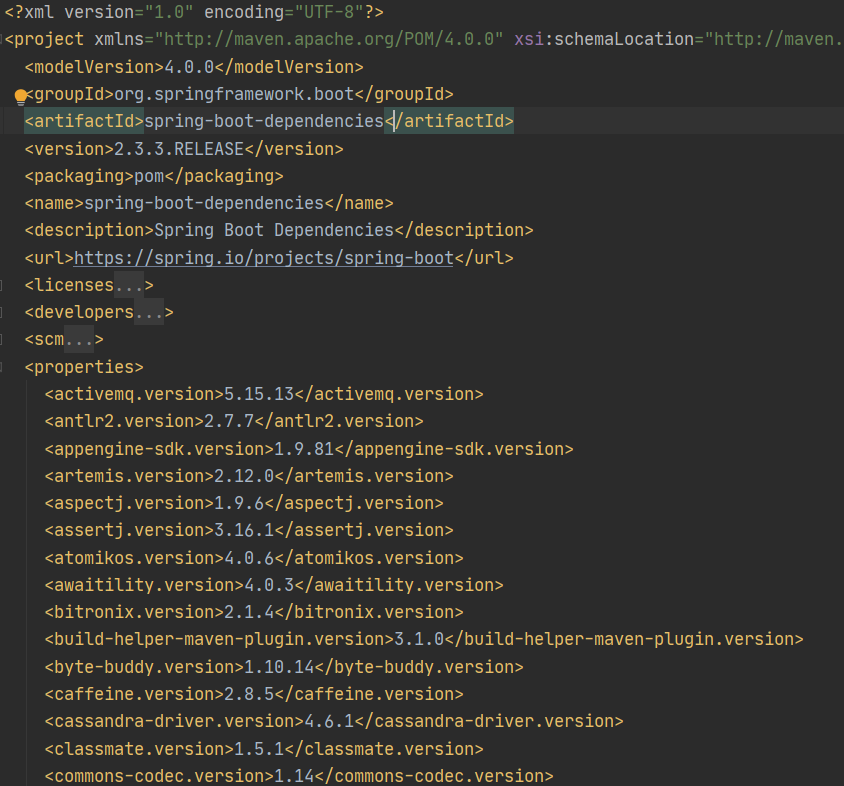 <?xml version="1.0" encoding="UTF-8"?>
<project xmlns="http://maven.apache.org/POM/4.0.0" xsi:schemaLocation="http://maven.
<modelVersion>4.0.0</modelVersion>
<groupId>org.springframework.boot</groupId>
<artifactId>spring-boot-dependencies</artifactId>
<version>2.3.3.RELEASE</version>
<packaging>pom</packaging>
<name>spring-boot-dependencies</name>
<description>Spring Boot Dependencies</description>
<url>https://spring.io/projects/spring-boot</url>
<licenses...>
<developers...>
<scm...>
<properties>
<activemq.version>5.15.13</activemq.version>
<antlr2.version>2.7.7</antlr2.version>
<appengine-sdk.version>1.9.81</appengine-sdk.version>
<artemis.version>2.12.0</artemis.version>
<aspectj.version>1.9.6</aspectj.version>
<assertj.version>3.16.1</assertj.version>
<atomikos.version>4.0.6</atomikos.version>
<awaitility.version>4.0.3</awaitility.version>
<bitronix.version>2.1.4</bitronix.version>
<build-helper-maven-plugin.version>3.1.0</build-helper-maven-plugin.version>
<byte-buddy.version>1.10.14</byte-buddy.version>
<caffeine.version>2.8.5</caffeine.version>
<cassandra-driver.version>4.6.1</cassandra-driver.version>
<classmate.version>1.5.1</classmate.version>
<commons-codec.version>1.14</commons-codec.version>